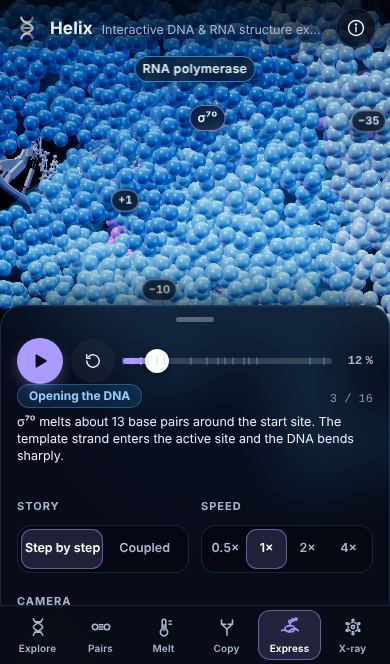 Helix Interactive DNA & RNA structure ex...
RNA polymerase
σ⁷⁰
−35
+1
−10
12 %
Opening the DNA
3 / 16
σ⁷⁰ melts about 13 base pairs around the start site. The
template strand enters the active site and the DNA bends
sharply.
STORY
SPEED
Step by step
Coupled
0.5×
1×
2×
4×
CAMERA
Explore
Pairs
Melt
Copy
Express
X-ray